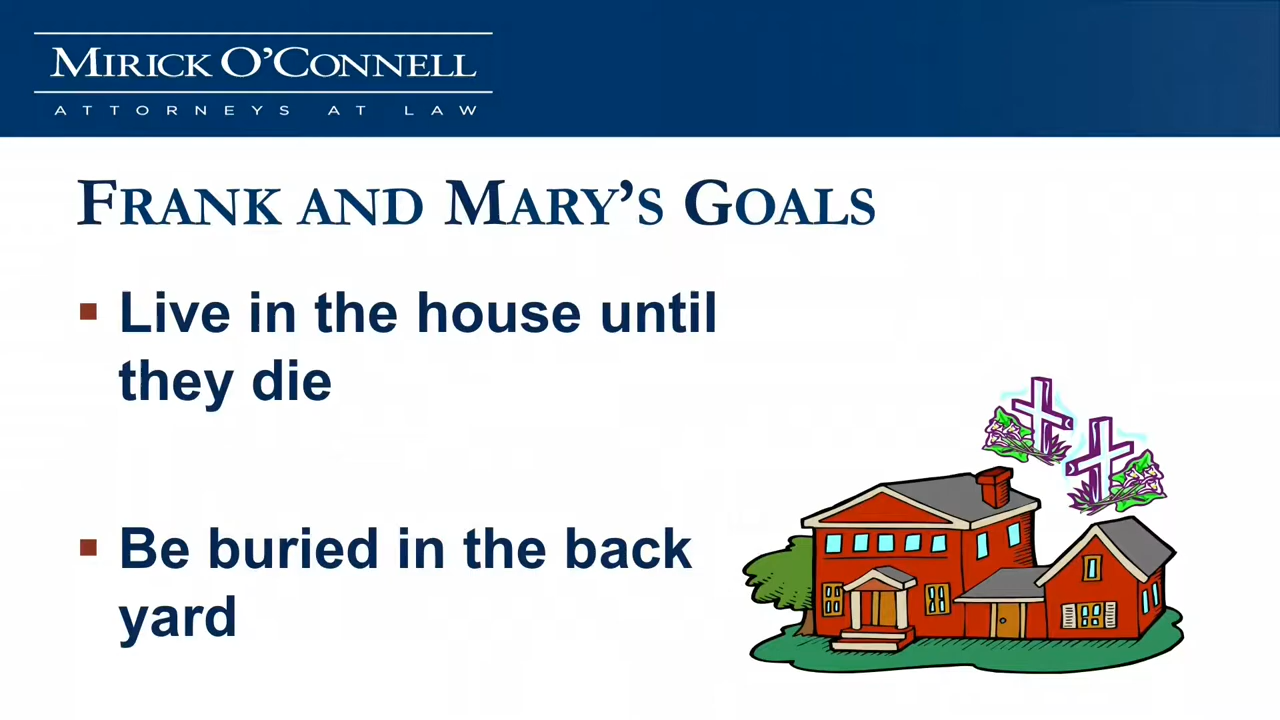 MIRICK O'CONNELL
ATTORNEYS AT LAW
FRANK AND MARY'S GOALS
Live in the house until
they die
Be buried in the back
yard